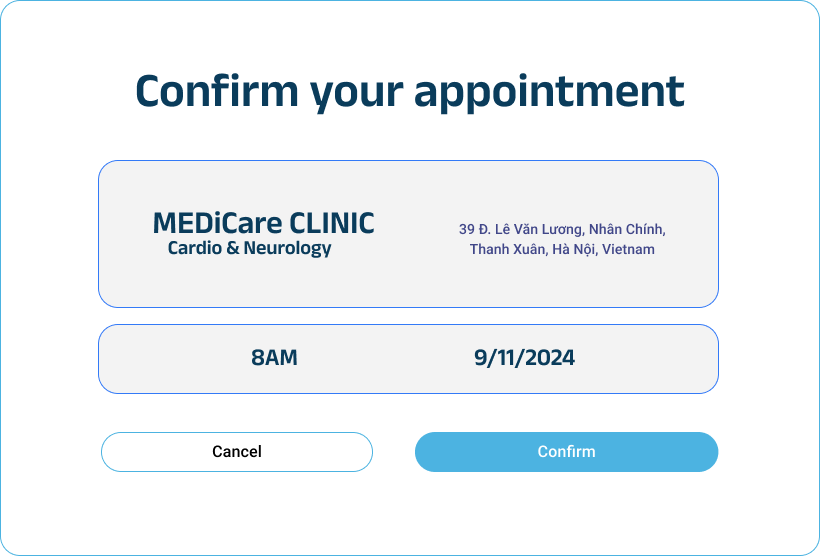 Confirm your appointment
MEDiCare CLINIC
Cardio & Neurology
39 Đ. Lê Văn Lương, Nhân Chính,
Thanh Xuân, Hà Nội, Vietnam
8AM
9/11/2024
Cancel
Confirm